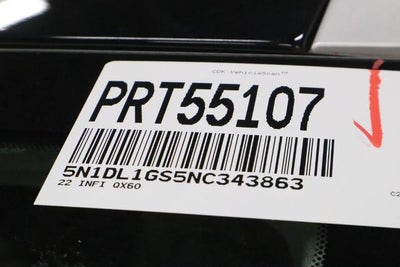 CDK VehicleScan™
PRT55107
5N1DL1GS5NC343863
22 INFI QX60